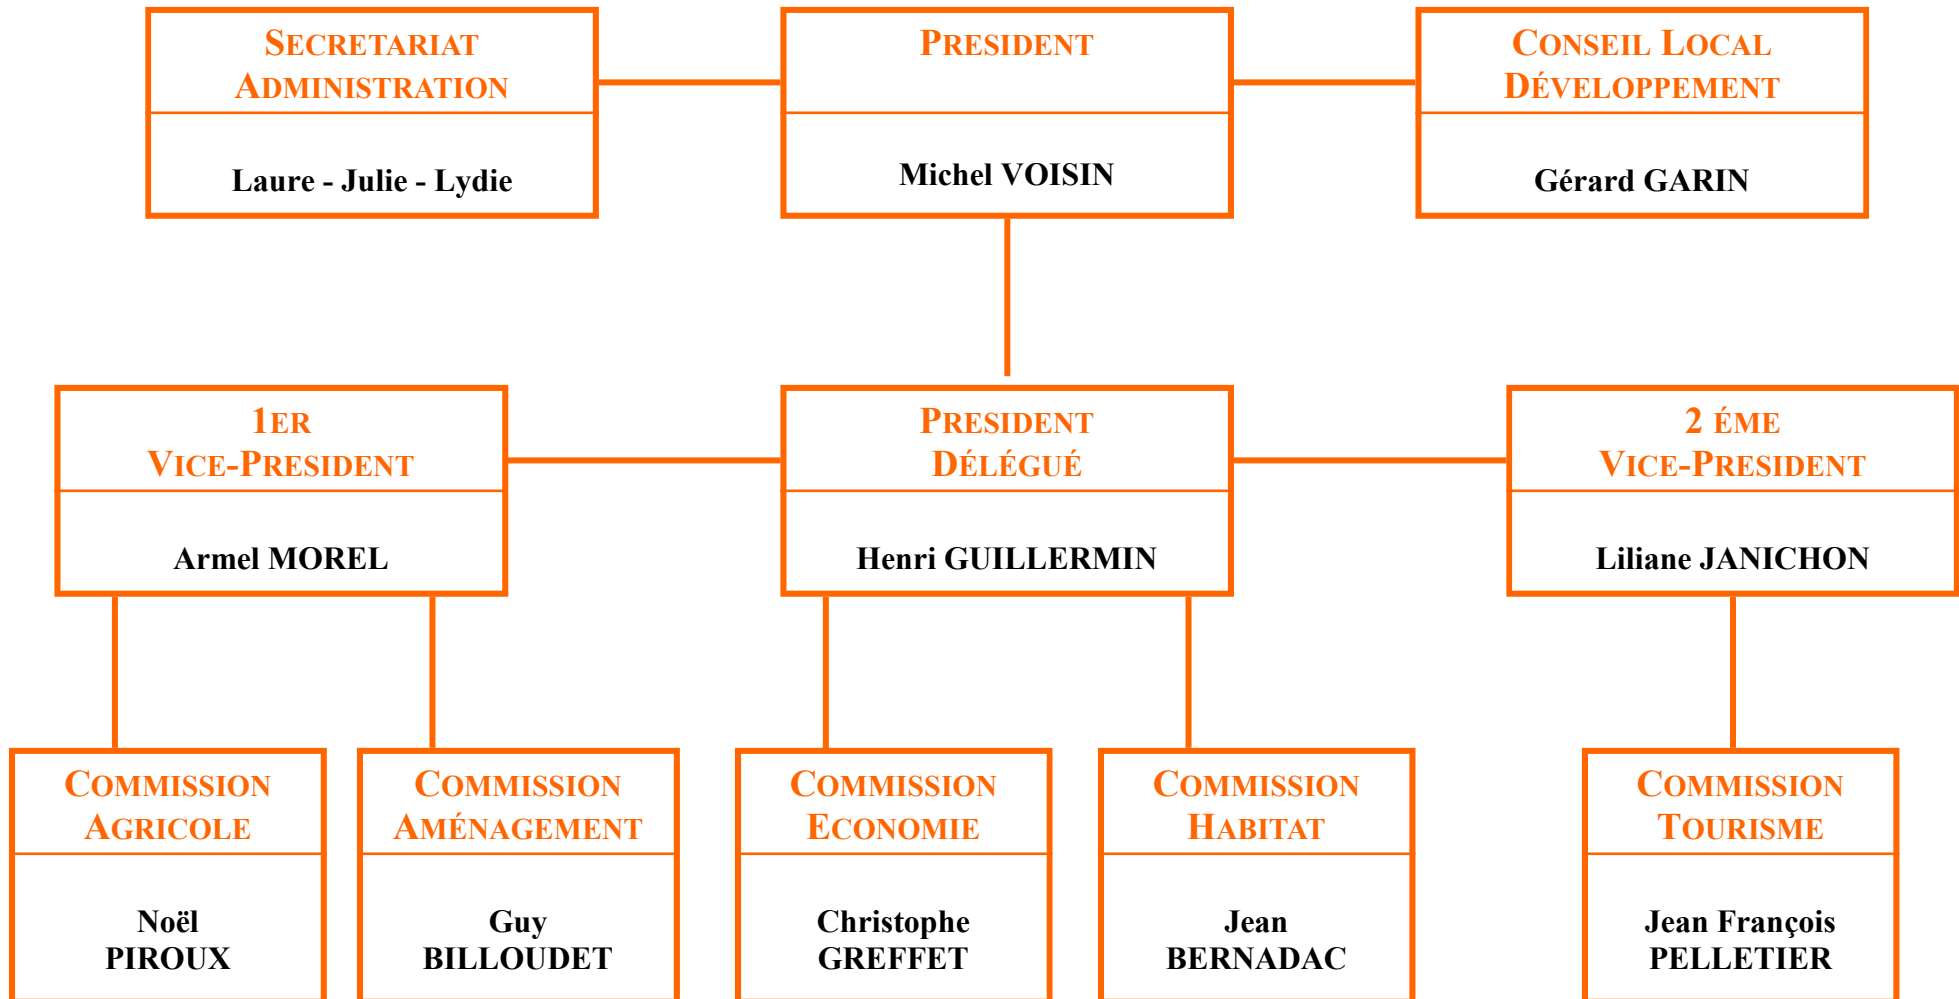 SECRETARIAT
ADMINISTRATION
Laure - Julie - Lydie
PRESIDENT
Michel VOISIN
CONSEIL LOCAL
DÉVELOPPEMENT
Gérard GARIN
1ER
VICE-PRESIDENT
Armel MOREL
PRESIDENT
DÉLÉGUÉ
Henri GUILLERMIN
2 ÉME
VICE-PRESIDENT
Liliane JANICHON
COMMISSION
AGRICOLE
Noël
PIROUX
COMMISSION
AMÉNAGEMENT
Guy
BILLOUDET
COMMISSION
ECONOMIE
Christophe
GREFFET
COMMISSION
HABITAT
Jean
BERNADAC
COMMISSION
TOURISME
Jean François
PELLETIER